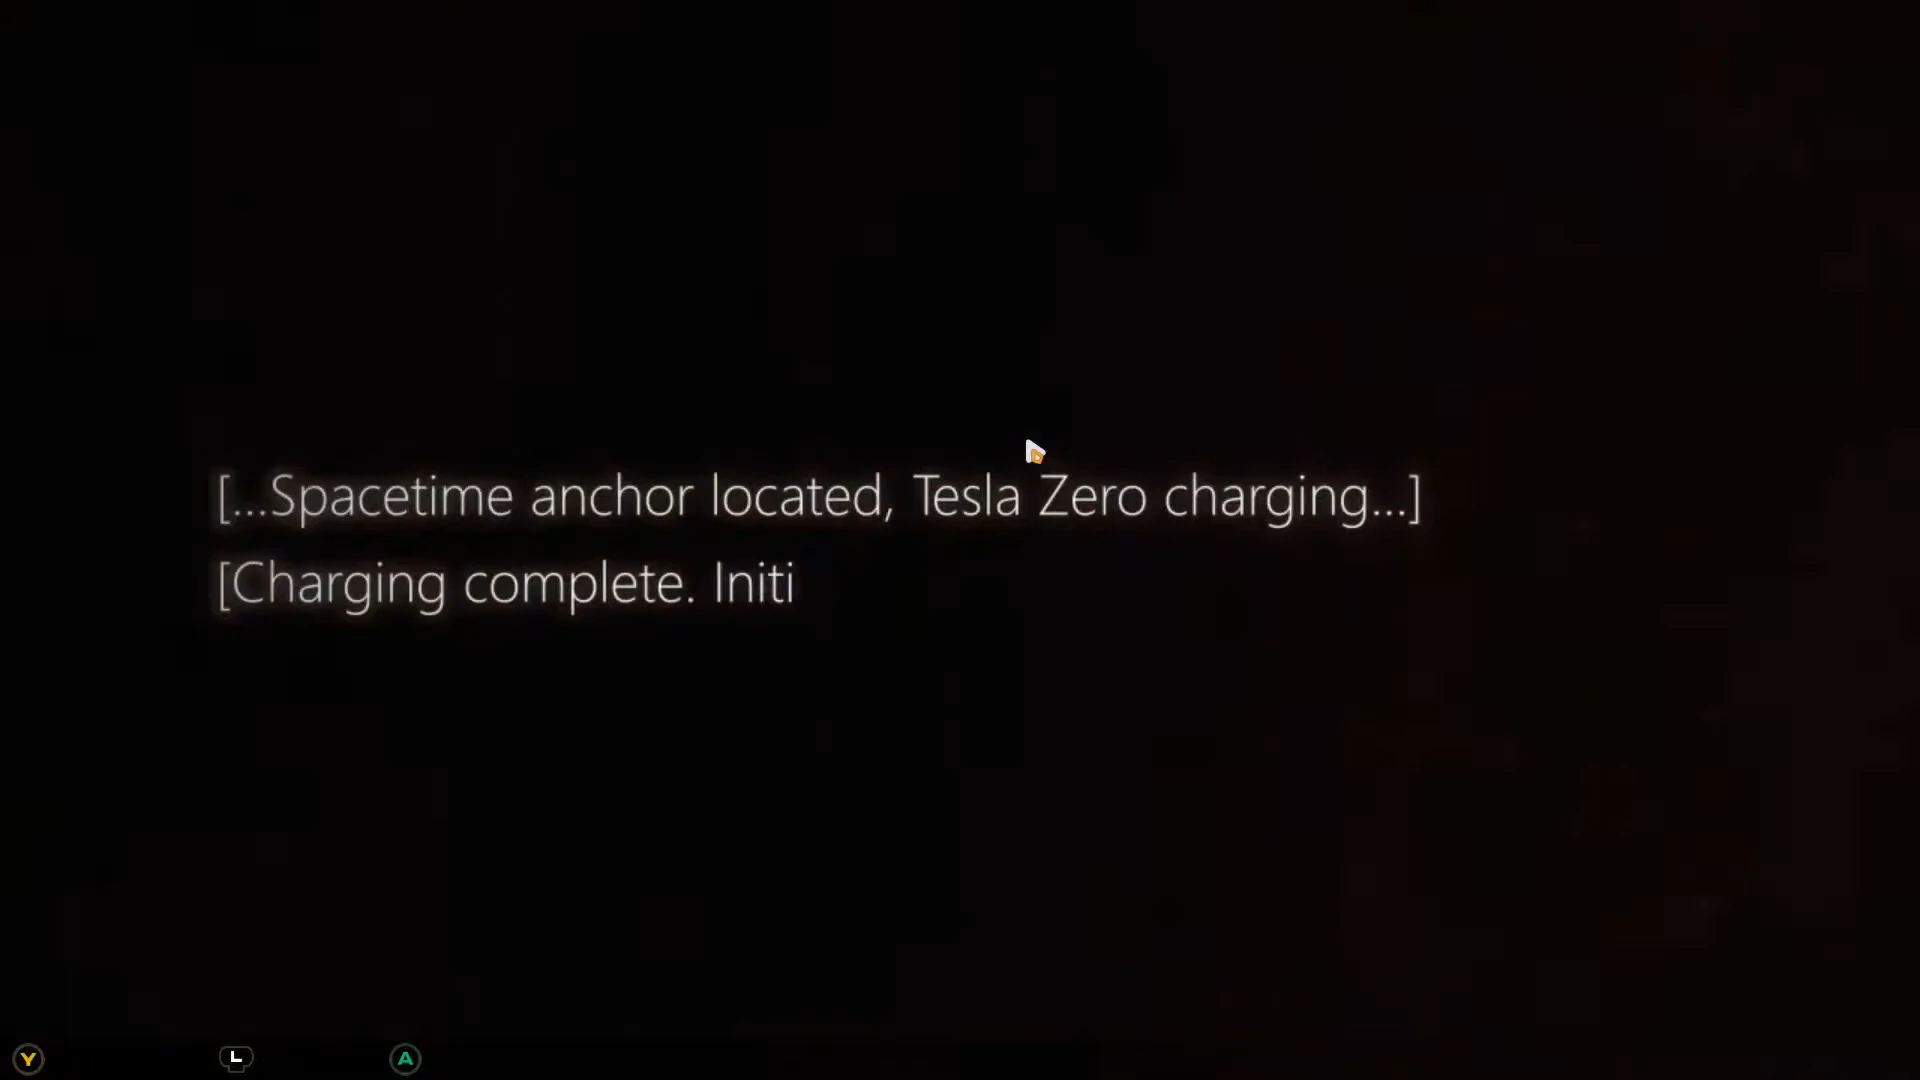 [...Spacetime anchor located, Tesla Zero charging...]
[Charging complete. Initi
Y L A